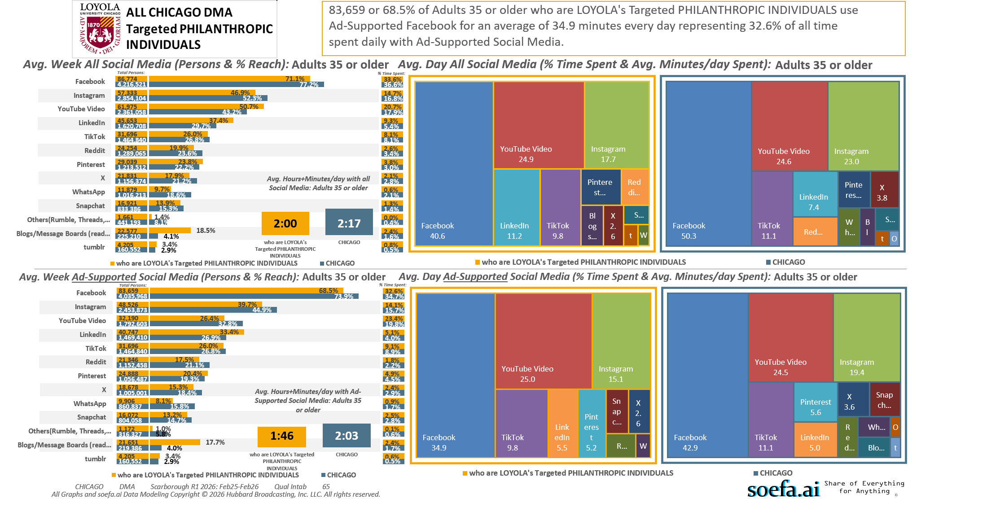 LOYOLA
UNIVERSITY CHICAGO
1870
AD • MAJOREM • DEI • GLORIAM
ALL CHICAGO DMA
Targeted PHILANTHROPIC
INDIVIDUALS
83,659 or 68.5% of Adults 35 or older who are LOYOLA's Targeted PHILANTHROPIC INDIVIDUALS use
Ad-Supported Facebook for an average of 34.9 minutes every day representing 32.6% of all time
spent daily with Ad-Supported Social Media.
Avg. Week All Social Media (Persons & % Reach): Adults 35 or older
Total Persons:
% Time Spent:
Facebook 86,774 71.1% 33.6%
4,216,521 77.2% 36.6%
Instagram 57,333 46.9% 14.7%
2,854,104 52.3% 16.8%
YouTube Video 61,975 50.7% 20.7%
2,361,058 43.2% 17.9%
LinkedIn 45,653 37.4% 9.3%
1,620,708 29.7% 5.4%
TikTok 31,696 26.0% 8.1%
1,464,840 26.8% 8.1%
Reddit 24,254 19.9% 2.6%
1,289,065 23.6% 3.4%
Pinterest 29,039 23.8% 3.8%
1,213,512 22.2% 3.0%
X 21,831 17.9% 2.1%
1,156,374 21.2% 2.8%
WhatsApp 11,879 9.7% 0.6%
1,016,213 18.6% 2.1%
Snapchat 16,921 13.9% 1.3%
833,386 15.3% 1.4%
Others(Rumble, Threads,... 1,661 1.4% 0.0%
441,193 8.1% 0.4%
Blogs/Message Boards (read... 22,577 18.5% 2.4%
225,210 4.1% 1.6%
tumblr 4,205 3.4% 0.8%
160,552 2.9% 0.5%
Avg. Hours+Minutes/day with all
Social Media: Adults 35 or older
2:00
2:17
who are LOYOLA's
Targeted PHILANTHROPIC
INDIVIDUALS
CHICAGO
who are LOYOLA's Targeted PHILANTHROPIC INDIVIDUALS
CHICAGO
Avg. Day All Social Media (% Time Spent & Avg. Minutes/day Spent): Adults 35 or older
Facebook
40.6
YouTube Video
24.9
Instagram
17.7
LinkedIn
11.2
TikTok
9.8
Pintere
st...
Red
di...
Bl
og
s...
X
2.
6
S...
t
W
Facebook
50.3
YouTube Video
24.6
Instagram
23.0
TikTok
11.1
LinkedIn
7.4
Red...
Pinte
res...
X
3.8
W
h...
B
l
S...
t
O
who are LOYOLA's Targeted PHILANTHROPIC INDIVIDUALS
CHICAGO
Avg. Week Ad-Supported Social Media (Persons & % Reach): Adults 35 or older
Total Persons:
% Time Spent:
Facebook 83,659 68.5% 32.6%
4,035,968 73.9% 34.7%
Instagram 48,526 39.7% 14.1%
2,453,873 44.9% 15.7%
YouTube Video 32,190 26.4% 23.4%
1,792,603 32.8% 19.8%
LinkedIn 40,747 33.4% 5.1%
1,469,410 26.9% 4.0%
TikTok 31,696 26.0% 9.1%
1,464,840 26.8% 8.9%
Reddit 21,346 17.5% 1.8%
1,152,458 21.1% 2.2%
Pinterest 24,888 20.4% 4.9%
1,056,487 19.3% 4.5%
X 18,678 15.3% 2.4%
1,005,001 18.4% 2.9%
WhatsApp 9,906 8.1% 0.9%
860,837 15.8% 1.7%
Snapchat 16,072 13.2% 2.5%
804,058 14.7% 2.8%
Others(Rumble, Threads,... 1,172 1.0% 0.1%
316,327 5.8% 0.6%
Blogs/Message Boards (read... 21,651 17.7% 2.4%
219,386 4.0% 1.7%
tumblr 4,205 3.4% 0.6%
160,552 2.9% 0.5%
Avg. Hours+Minutes/day with Ad-
Supported Social Media: Adults 35
or older
1:46
2:03
who are LOYOLA's Targeted
PHILANTHROPIC
INDIVIDUALS
CHICAGO
who are LOYOLA's Targeted PHILANTHROPIC INDIVIDUALS
CHICAGO
Avg. Day Ad-Supported Social Media (% Time Spent & Avg. Minutes/day Spent): Adults 35 or older
Facebook
34.9
YouTube Video
25.0
Instagram
15.1
TikTok
9.8
Link
edIn
5.5
Pint
eres
t
5.2
Sn
ap
c...
X
2.
6
R...
W
Facebook
42.9
YouTube Video
24.5
Instagram
19.4
TikTok
11.1
Pinterest
5.6
LinkedIn
5.0
X
3.6
Snap
ch...
R
e
d...
Wh...
O
Blo...
t
who are LOYOLA's Targeted PHILANTHROPIC INDIVIDUALS
CHICAGO
CHICAGO DMA Scarborough R1 2026: Feb25-Feb26 Qual Intab 65
All Graphs and soefa.ai Data Modeling Copyright © 2026 Hubbard Broadcasting, Inc. LLC. All rights reserved.
soefa.ai
Share of Everything
for Anything
©